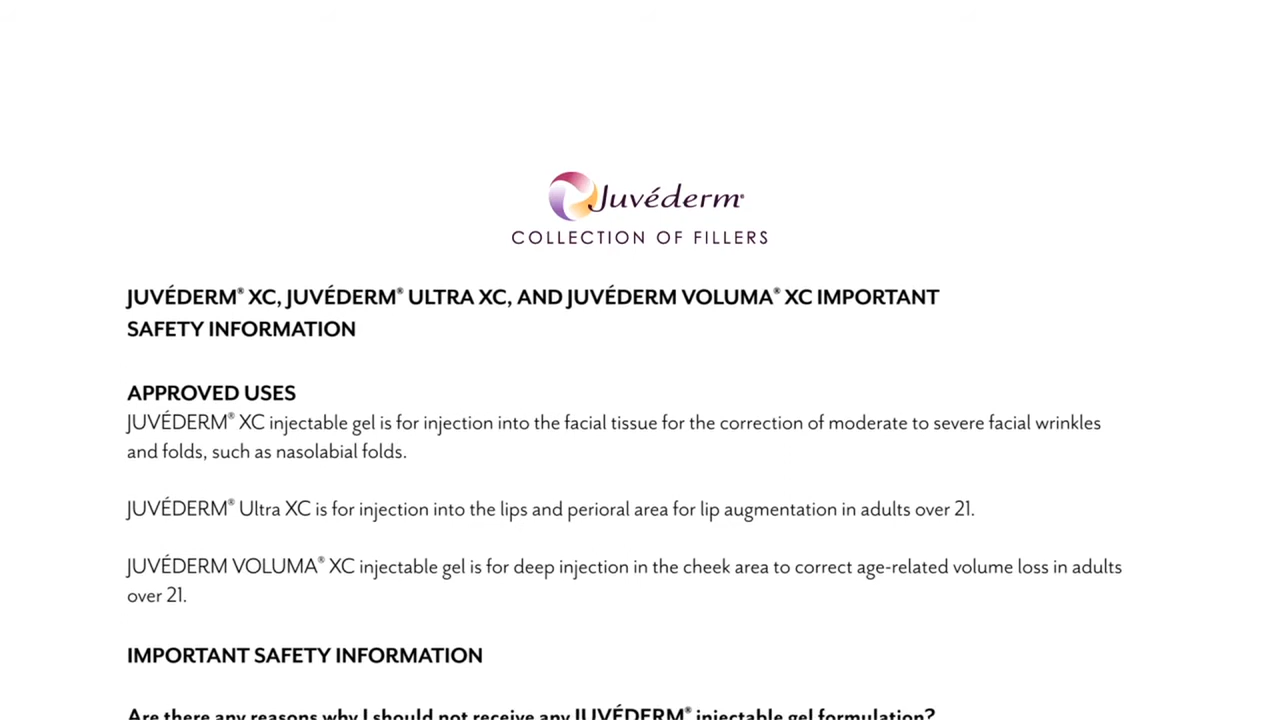 Juvéderm®
COLLECTION OF FILLERS
JUVÉDERM® XC, JUVÉDERM® ULTRA XC, AND JUVÉDERM VOLUMA® XC IMPORTANT
SAFETY INFORMATION
APPROVED USES
JUVÉDERM® XC injectable gel is for injection into the facial tissue for the correction of moderate to severe facial wrinkles
and folds, such as nasolabial folds.
JUVÉDERM® Ultra XC is for injection into the lips and perioral area for lip augmentation in adults over 21.
JUVÉDERM VOLUMA® XC injectable gel is for deep injection in the cheek area to correct age-related volume loss in adults
over 21.
IMPORTANT SAFETY INFORMATION
Are there any reasons why I should not receive any JUVÉDERM® injectable gel formulation?